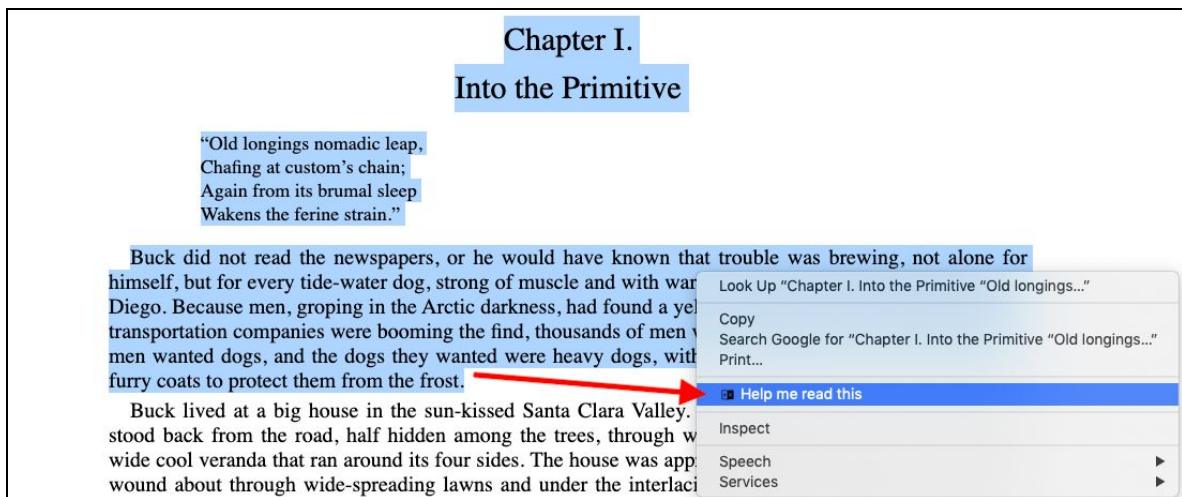 Chapter I.
Into the Primitive
“Old longings nomadic leap,
Chafing at custom’s chain;
Again from its brumal sleep
Wakens the ferine strain.”
Buck did not read the newspapers, or he would have known that trouble was brewing, not alone for
himself, but for every tide-water dog, strong of muscle and with war
Diego. Because men, groping in the Arctic darkness, had found a yel
transportation companies were booming the find, thousands of men
men wanted dogs, and the dogs they wanted were heavy dogs, with
furry coats to protect them from the frost.
Buck lived at a big house in the sun-kissed Santa Clara Valley.
stood back from the road, half hidden among the trees, through w
wide cool veranda that ran around its four sides. The house was app
wound about through wide-spreading lawns and under the interlaci
Look Up “Chapter I. Into the Primitive “Old longings...”
Copy
Search Google for “Chapter I. Into the Primitive “Old longings...”
Print...
Help me read this
Inspect
Speech
Services